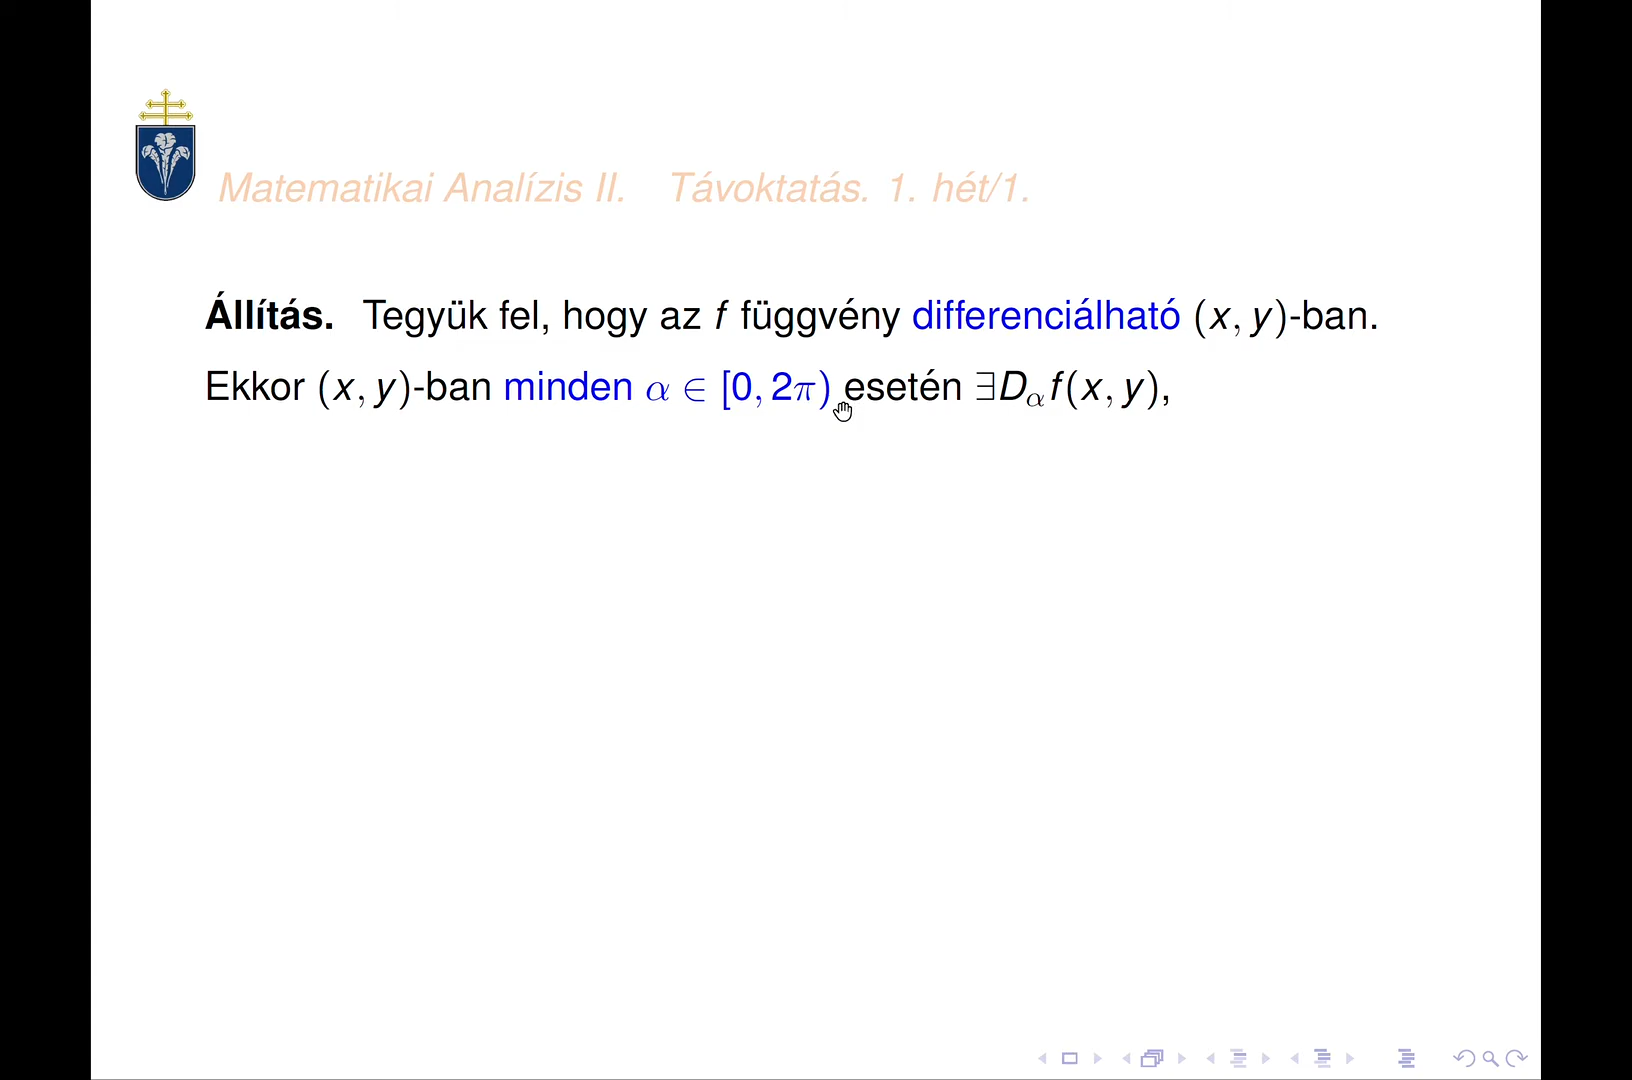 Matematikai Analízis II. Távoktatás. 1. hét/1.
Állítás. Tegyük fel, hogy az f függvény differenciálható (x, y)-ban.
Ekkor (x, y)-ban minden α ∈ [0, 2π) esetén ∃D_α f(x, y),